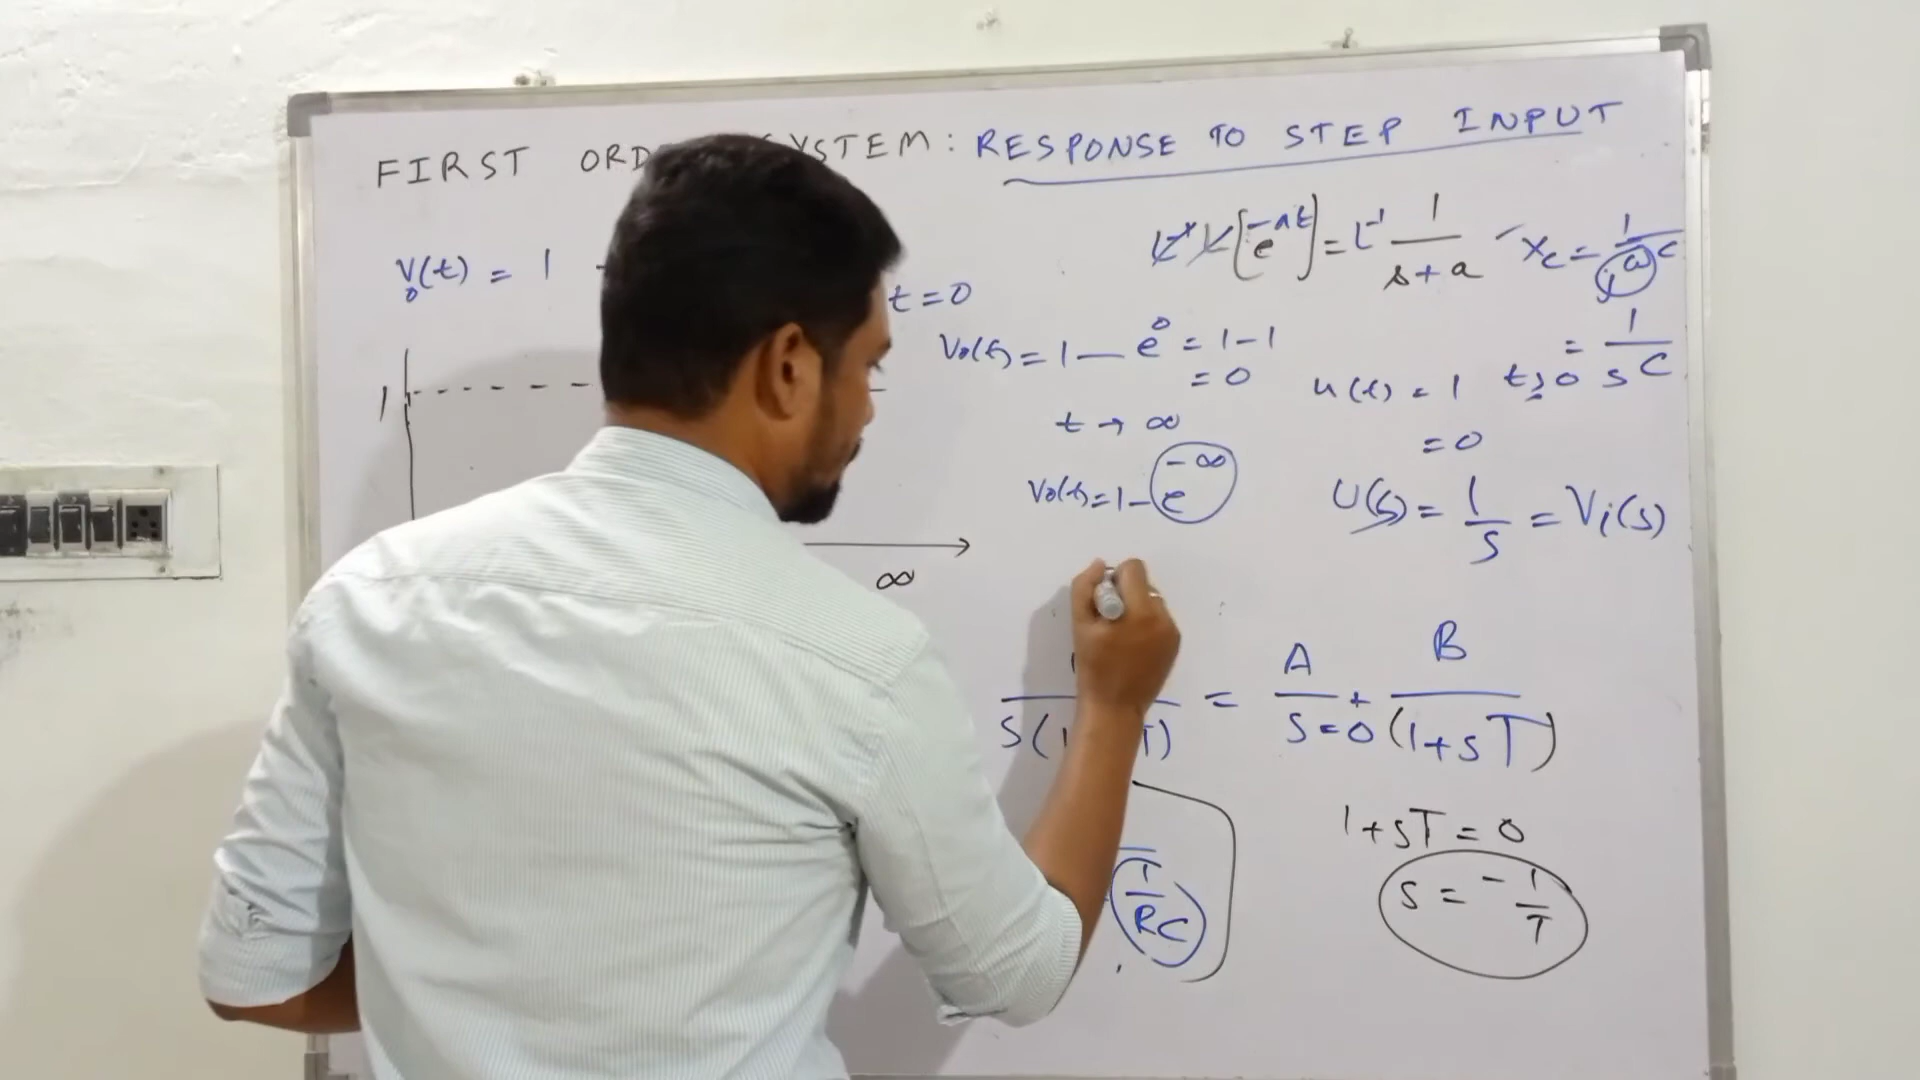 FIRST ORD SYSTEM: RESPONSE TO STEP INPUT
[e^-at] = L^-1 1/(s+a)
Xc = 1/(jωC)
= 1/(sC)
V0(t) = 1
t=0
V0(t) = 1 - e^0 = 1-1
= 0
t → ∞
V0(t) = 1 - e^-∞
u(t) = 1 t≥0
= 0
U(s) = 1/s = Vi(s)
1
∞
S(1 T) = A/(S=0) + B/(1+sT)
1+sT = 0
s = -1/T
1/RC